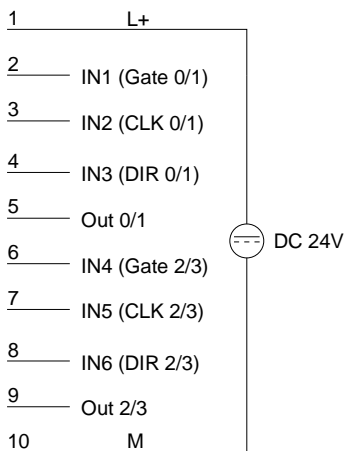 1 L+
2 IN1 (Gate 0/1)
3 IN2 (CLK 0/1)
4 IN3 (DIR 0/1)
5 Out 0/1
DC 24V
6 IN4 (Gate 2/3)
7 IN5 (CLK 2/3)
8 IN6 (DIR 2/3)
9 Out 2/3
10 M